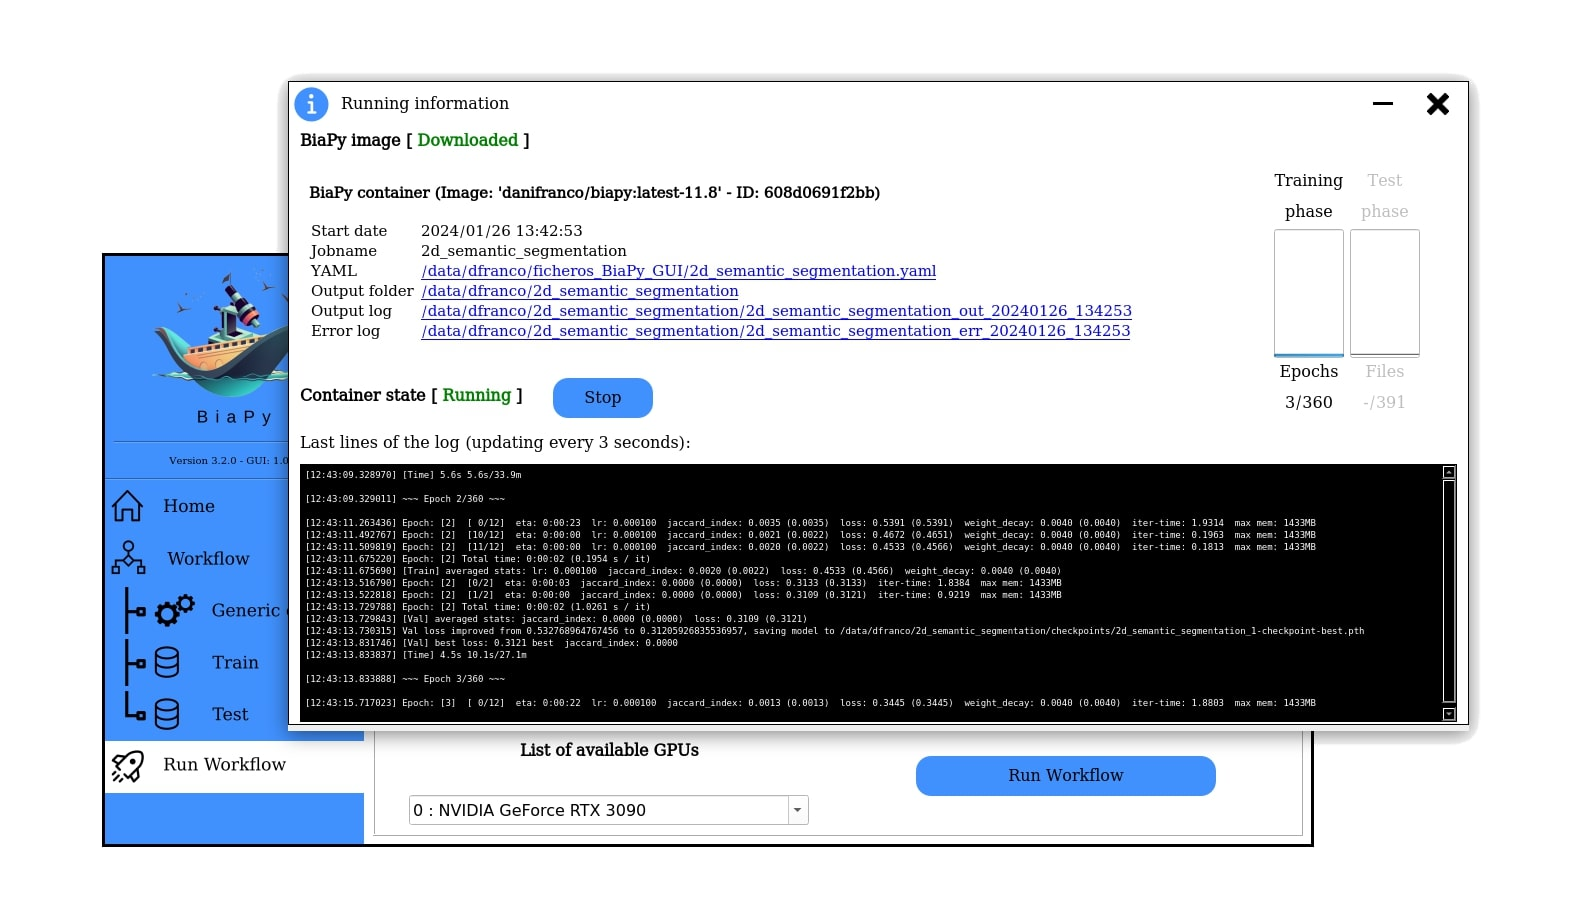 Running information
BiaPy image [ Downloaded ]
BiaPy container (Image: 'danifranco/biapy:latest-11.8' - ID: 608d0691f2bb)
Start date 2024/01/26 13:42:53
Jobname 2d_semantic_segmentation
YAML /data/dfranco/ficheros_BiaPy_GUI/2d_semantic_segmentation.yaml
Output folder /data/dfranco/2d_semantic_segmentation
Output log /data/dfranco/2d_semantic_segmentation/2d_semantic_segmentation_out_20240126_134253
Error log /data/dfranco/2d_semantic_segmentation/2d_semantic_segmentation_err_20240126_134253
Training phase
Test phase
Epochs
3/360
Files
-/391
Container state [ Running ]
Stop
Last lines of the log (updating every 3 seconds):
[12:43:09.328970] [Time] 5.6s 5.6s/33.9m
[12:43:09.329011] ~~~ Epoch 2/360 ~~~
[12:43:11.263436] Epoch: [2] [ 0/12] eta: 0:00:23 lr: 0.000100 jaccard_index: 0.0035 (0.0035) loss: 0.5391 (0.5391) weight_decay: 0.0040 (0.0040) iter-time: 1.9314 max mem: 1433MB
[12:43:11.492767] Epoch: [2] [10/12] eta: 0:00:00 lr: 0.000100 jaccard_index: 0.0021 (0.0022) loss: 0.4672 (0.4651) weight_decay: 0.0040 (0.0040) iter-time: 0.1963 max mem: 1433MB
[12:43:11.509819] Epoch: [2] [11/12] eta: 0:00:00 lr: 0.000100 jaccard_index: 0.0020 (0.0022) loss: 0.4533 (0.4566) weight_decay: 0.0040 (0.0040) iter-time: 0.1813 max mem: 1433MB
[12:43:11.675220] Epoch: [2] Total time: 0:00:02 (0.1954 s / it)
[12:43:11.675690] [Train] averaged stats: lr: 0.000100 jaccard_index: 0.0020 (0.0022) loss: 0.4533 (0.4566) weight_decay: 0.0040 (0.0040)
[12:43:13.516790] Epoch: [2] [0/2] eta: 0:00:03 jaccard_index: 0.0000 (0.0000) loss: 0.3133 (0.3133) iter-time: 1.8384 max mem: 1433MB
[12:43:13.522818] Epoch: [2] [1/2] eta: 0:00:00 jaccard_index: 0.0000 (0.0000) loss: 0.3109 (0.3121) iter-time: 0.9219 max mem: 1433MB
[12:43:13.729788] Epoch: [2] Total time: 0:00:02 (1.0261 s / it)
[12:43:13.729843] [Val] averaged stats: jaccard_index: 0.0000 (0.0000) loss: 0.3109 (0.3121)
[12:43:13.730315] Val loss improved from 0.532768964767456 to 0.31205926835536957, saving model to /data/dfranco/2d_semantic_segmentation/checkpoints/2d_semantic_segmentation_1-checkpoint-best.pth
[12:43:13.831746] [Val] best loss: 0.3121 best jaccard_index: 0.0000
[12:43:13.833837] [Time] 4.5s 10.1s/27.1m
[12:43:13.833888] ~~~ Epoch 3/360 ~~~
[12:43:15.717023] Epoch: [3] [ 0/12] eta: 0:00:22 lr: 0.000100 jaccard_index: 0.0013 (0.0013) loss: 0.3445 (0.3445) weight_decay: 0.0040 (0.0040) iter-time: 1.8803 max mem: 1433MB
BiaPy
Version 3.2.0 - GUI: 1.0
Home
Workflow
Generic
Train
Test
Run Workflow
List of available GPUs
0 : NVIDIA GeForce RTX 3090
Run Workflow